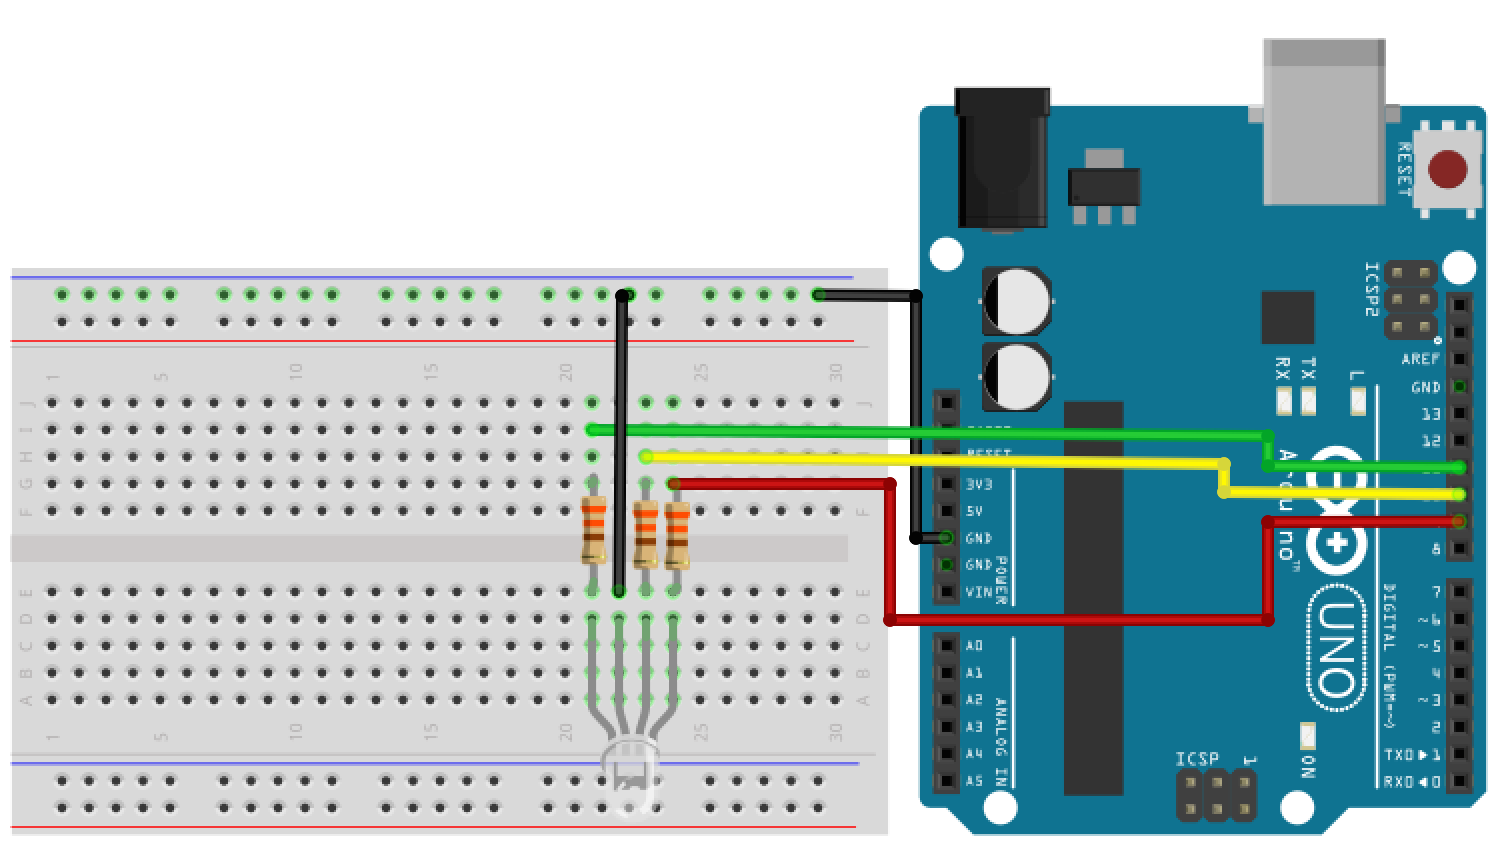 RESET
ICSP2
AREF
GND
RX
TX
L
13
12
1
5
10
15
20
25
30
J
J
I
H
G
F
F
RESET
3V3
5V
GND
GND
VIN
POWER
8
E
E
D
D
C
C
B
B
A
A
UNO
DIGITAL (PWM=~)
7
~6
~5
4
~3
2
TX0▶1
RX0◀0
A0
A1
A2
A3
A4
A5
ANALOG IN
1
5
10
15
20
25
30
ICSP
1
ON